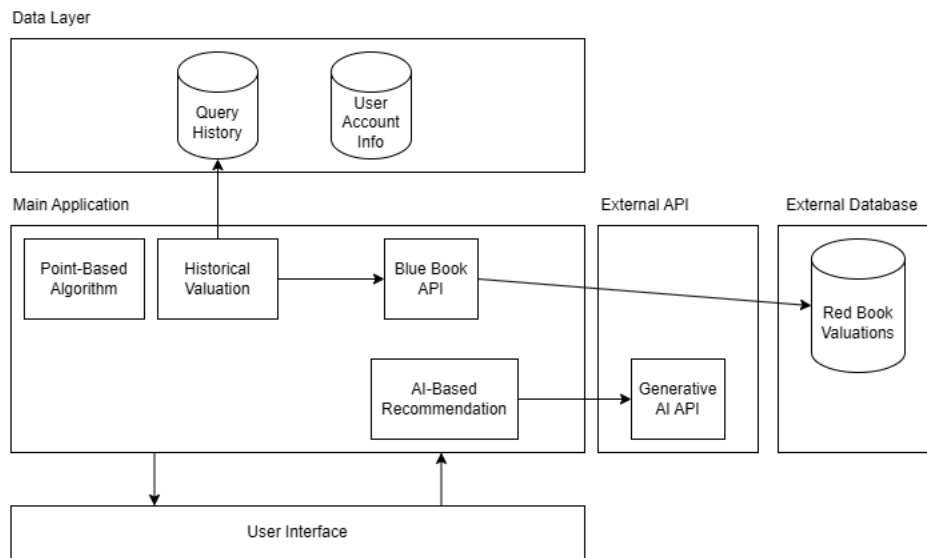 Data Layer
Query
History
User
Account
Info
Main Application
External API
External Database
Point-Based
Algorithm
Historical
Valuation
Blue Book
API
Red Book
Valuations
AI-Based
Recommendation
Generative
AI API
User Interface